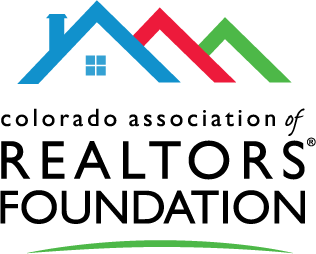 colorado association of
REALTORS®
FOUNDATION